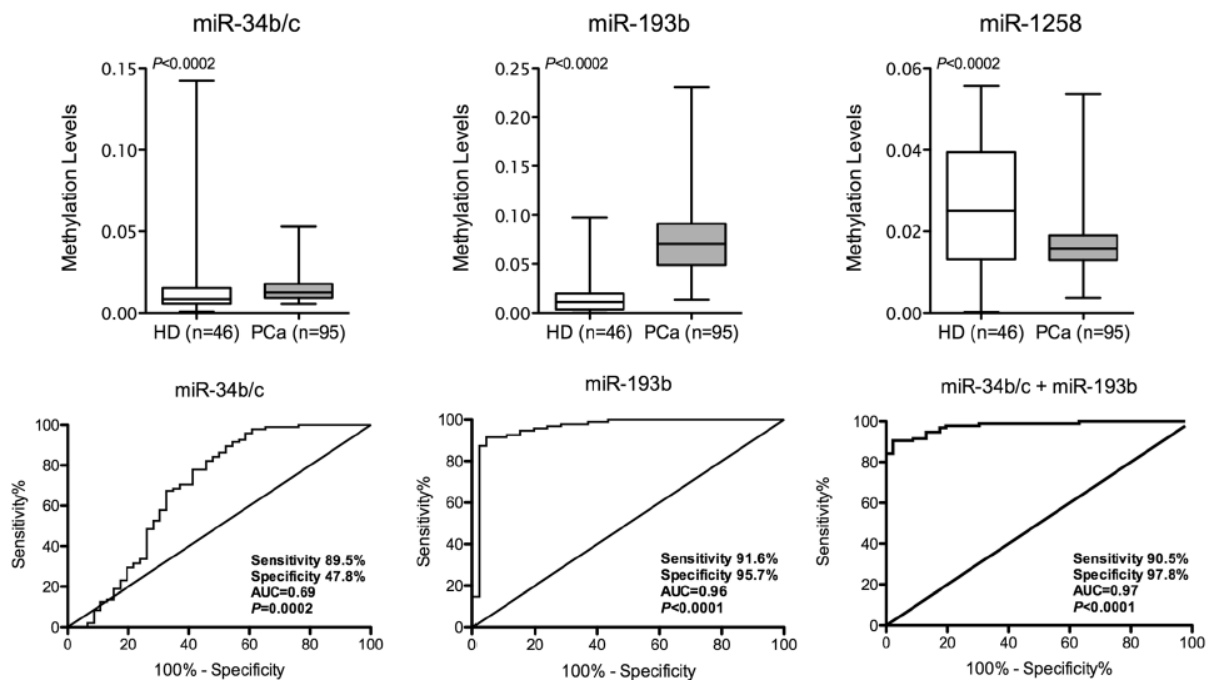 miR-34b/c
miR-193b
miR-1258
P<0.0002
0.15
0.10
0.05
0.00
Methylation Levels
HD (n=46) PCa (n=95)
P<0.0002
0.25
0.20
0.15
0.10
0.05
0.00
Methylation Levels
HD (n=46) PCa (n=95)
P<0.0002
0.06
0.04
0.02
0.00
Methylation Levels
HD (n=46) PCa (n=95)
miR-34b/c
100
80
60
40
20
0
Sensitivity%
Sensitivity 89.5%
Specificity 47.8%
AUC=0.69
P=0.0002
0 20 40 60 80 100
100% - Specificity
miR-193b
100
80
60
40
20
0
Sensitivity%
Sensitivity 91.6%
Specificity 95.7%
AUC=0.96
P<0.0001
0 20 40 60 80 100
100% - Specificity
miR-34b/c + miR-193b
100
80
60
40
20
0
Sensitivity%
Sensitivity 90.5%
Specificity 97.8%
AUC=0.97
P<0.0001
0 20 40 60 80 100
100% - Specificity%